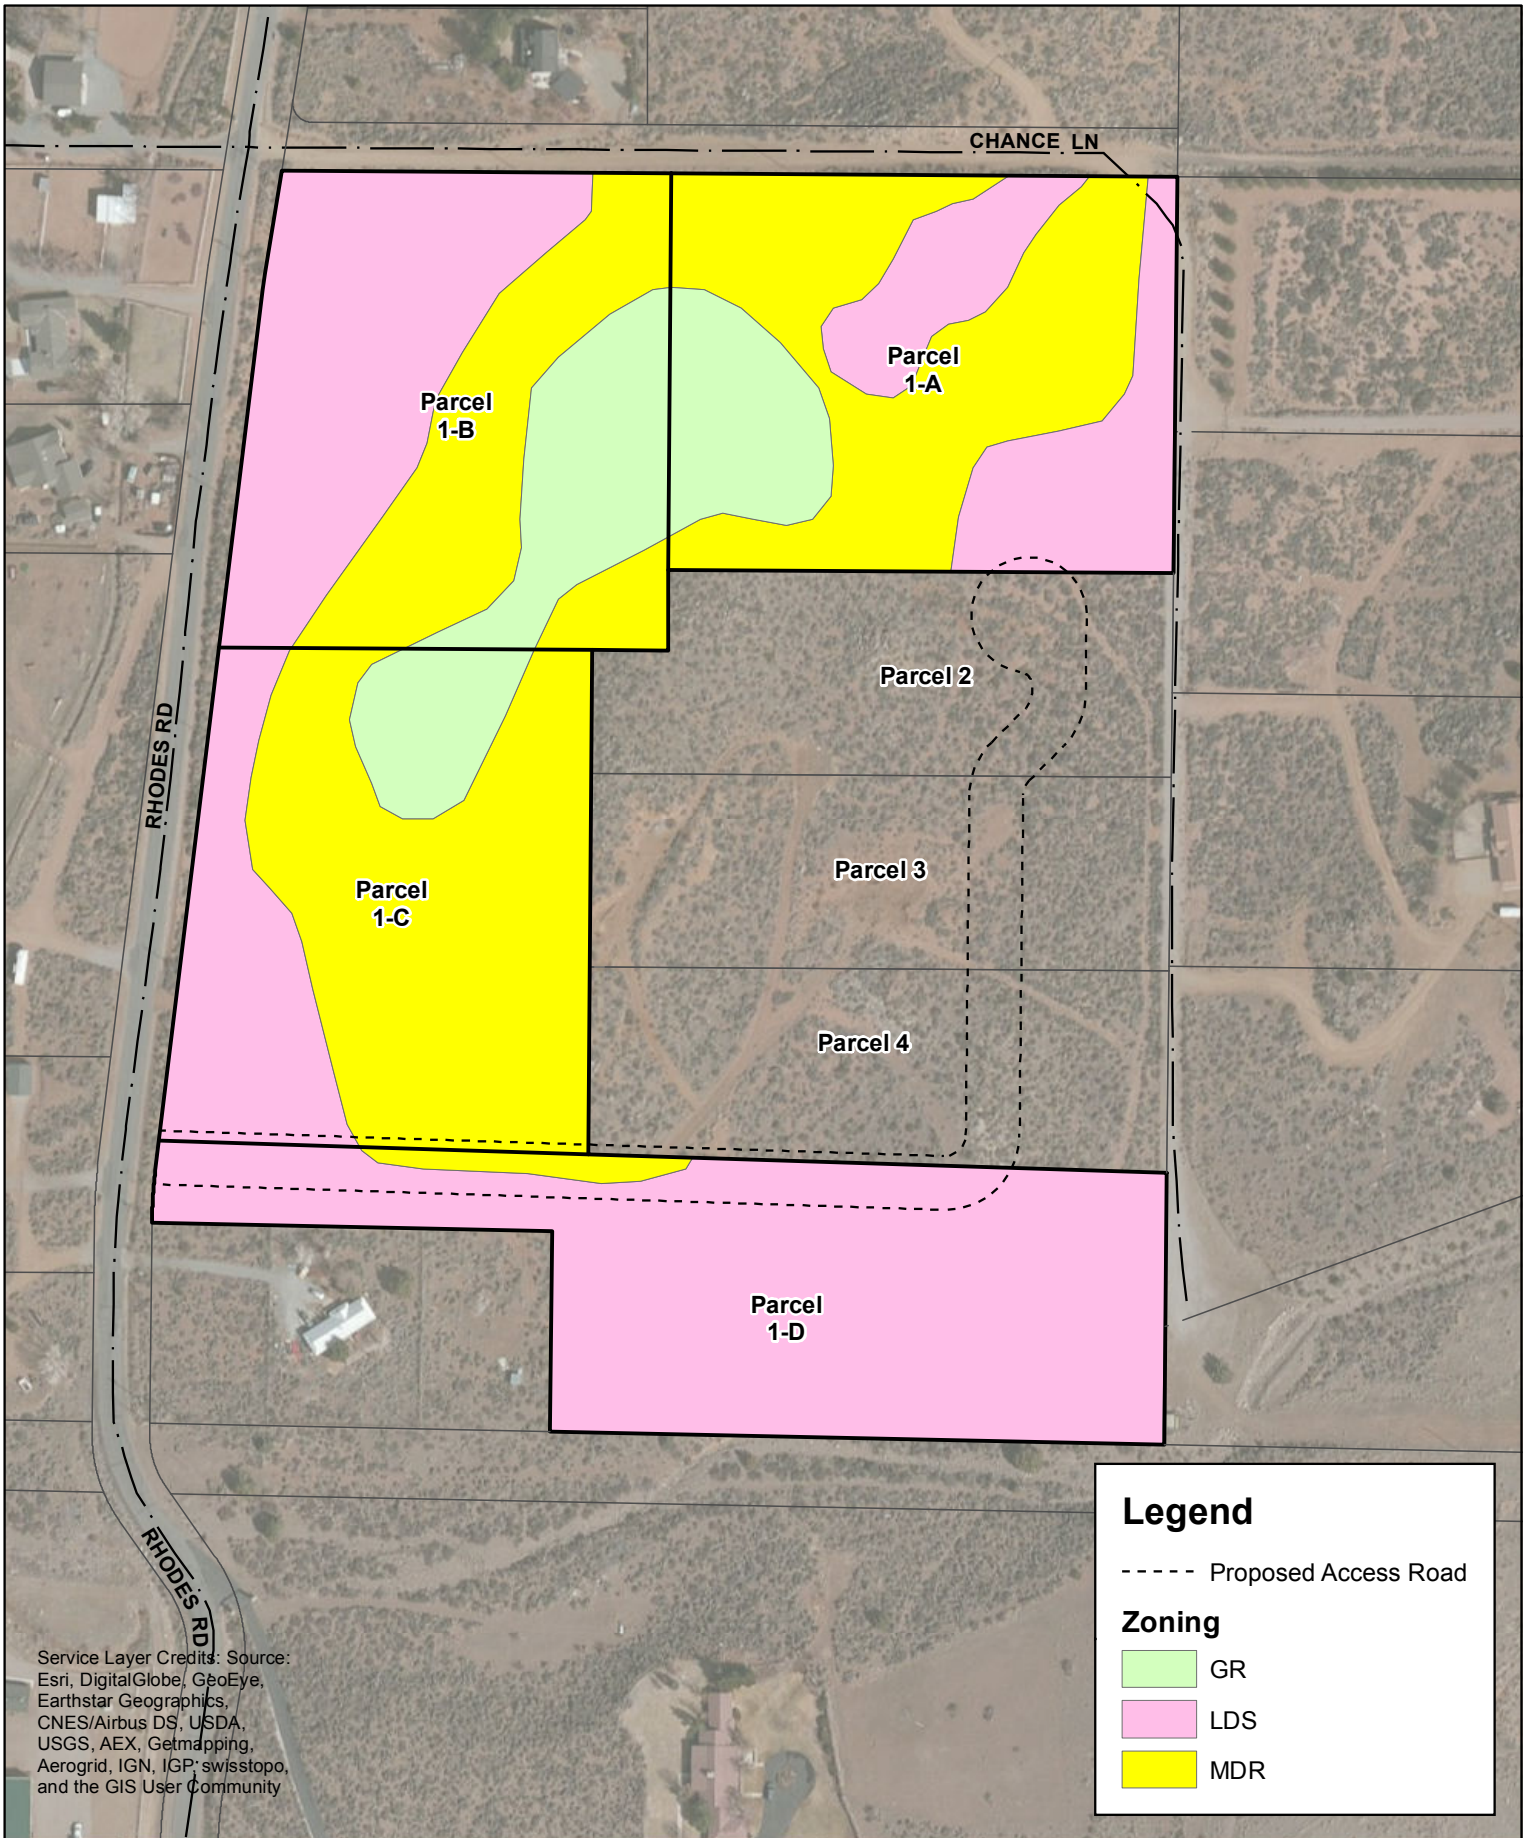 CHANCE LN
Parcel
1-A
Parcel
1-B
Parcel 2
RHODES RD
Parcel 3
Parcel
1-C
Parcel 4
Parcel
1-D
RHODES RD
Legend
Proposed Access Road
Zoning
GR
LDS
MDR
Service Layer Credits: Source:
Esri, DigitalGlobe, GeoEye,
Earthstar Geographics,
CNES/Airbus DS, USDA,
USGS, AEX, Getmapping,
Aerogrid, IGN, IGP, swisstopo,
and the GIS User Community